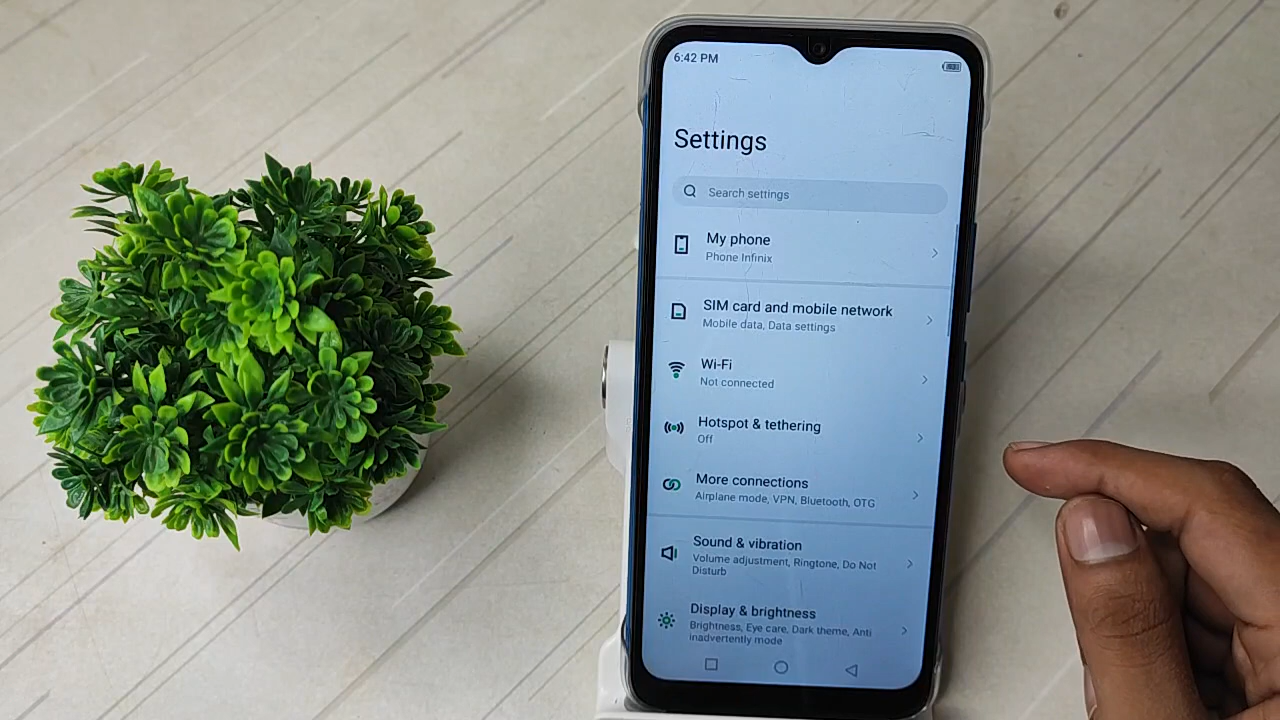 6:42 PM
Settings
Search settings
My phone
Phone Infinix
SIM card and mobile network
Mobile data, Data settings
Wi-Fi
Not connected
Hotspot & tethering
Off
More connections
Airplane mode, VPN, Bluetooth, OTG
Sound & vibration
Volume adjustment, Ringtone, Do Not
Disturb
Display & brightness
Brightness, Eye care, Dark theme, Anti
inadvertently mode